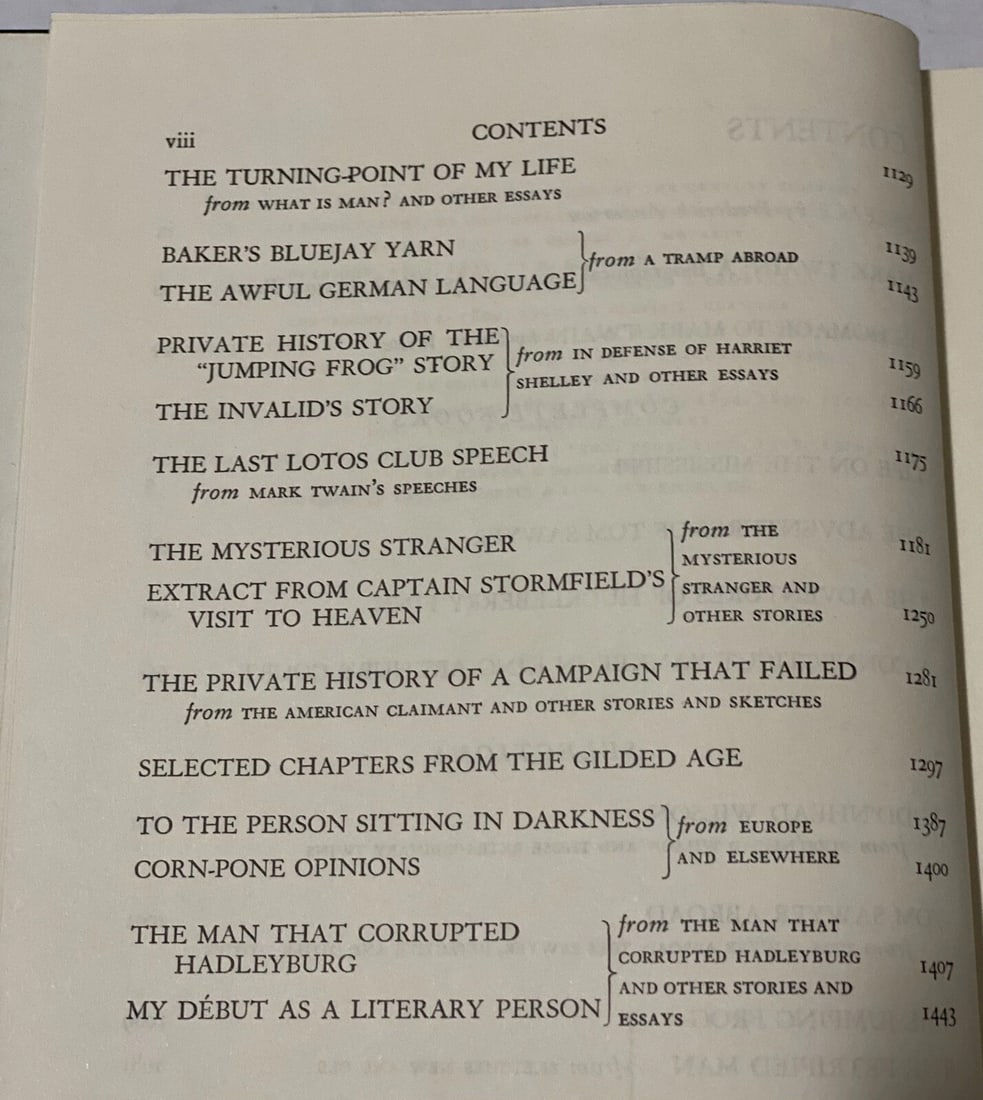 viii CONTENTS
THE TURNING-POINT OF MY LIFE 1129
from WHAT IS MAN? AND OTHER ESSAYS
BAKER'S BLUEJAY YARN 1139
from A TRAMP ABROAD
THE AWFUL GERMAN LANGUAGE 1143
PRIVATE HISTORY OF THE
"JUMPING FROG" STORY 1159
from IN DEFENSE OF HARRIET
SHELLEY AND OTHER ESSAYS
THE INVALID'S STORY 1166
THE LAST LOTOS CLUB SPEECH 1175
from MARK TWAIN'S SPEECHES
THE MYSTERIOUS STRANGER 1181
from THE
MYSTERIOUS
STRANGER AND
OTHER STORIES
EXTRACT FROM CAPTAIN STORMFIELD'S
VISIT TO HEAVEN 1250
THE PRIVATE HISTORY OF A CAMPAIGN THAT FAILED 1281
from THE AMERICAN CLAIMANT AND OTHER STORIES AND SKETCHES
SELECTED CHAPTERS FROM THE GILDED AGE 1297
TO THE PERSON SITTING IN DARKNESS 1387
from EUROPE
AND ELSEWHERE
CORN-PONE OPINIONS 1400
THE MAN THAT CORRUPTED
HADLEYBURG 1407
from THE MAN THAT
CORRUPTED HADLEYBURG
AND OTHER STORIES AND
ESSAYS
MY DÉBUT AS A LITERARY PERSON 1443